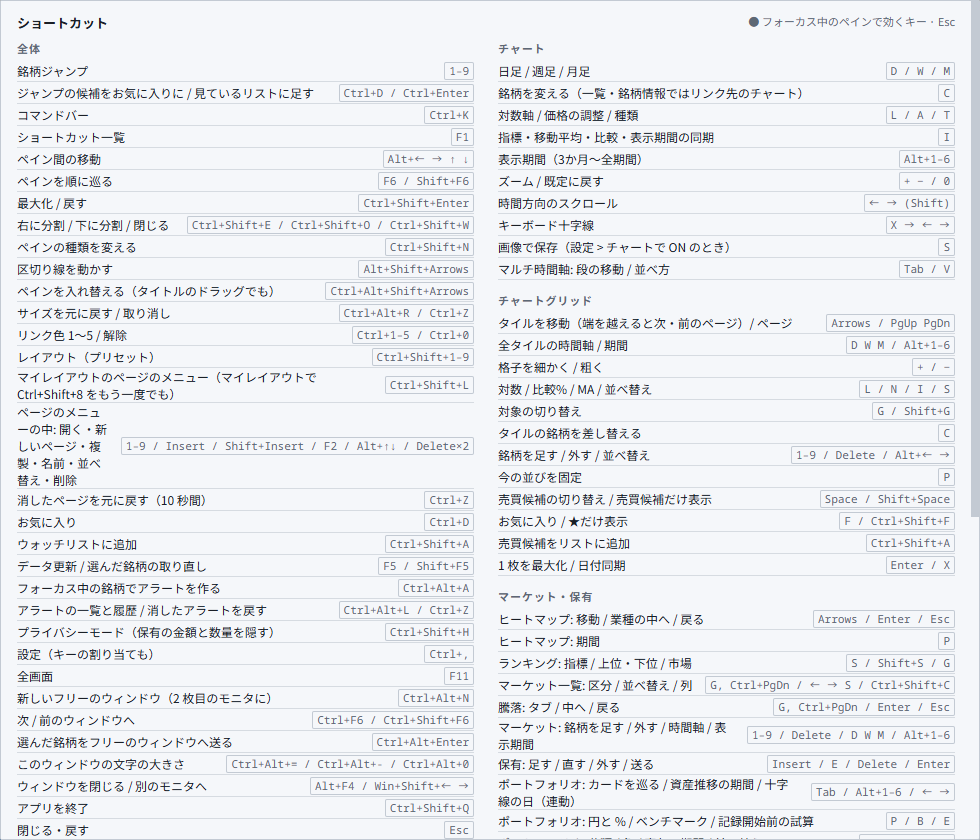 ショートカット
● フォーカス中のペインで効くキー · Esc
全体
銘柄ジャンプ 1-9
ジャンプの候補をお気に入りに / 見ているリストに足す Ctrl+D / Ctrl+Enter
コマンドバー Ctrl+K
ショートカット一覧 F1
ペイン間の移動 Alt+← → ↑ ↓
ペインを順に巡る F6 / Shift+F6
最大化 / 戻す Ctrl+Shift+Enter
右に分割 / 下に分割 / 閉じる Ctrl+Shift+E / Ctrl+Shift+O / Ctrl+Shift+W
ペインの種類を変える Ctrl+Shift+N
区切り線を動かす Alt+Shift+Arrows
ペインを入れ替える（タイトルのドラッグでも） Ctrl+Alt+Shift+Arrows
サイズを元に戻す / 取り消し Ctrl+Alt+R / Ctrl+Z
リンク色 1〜5 / 解除 Ctrl+1-5 / Ctrl+0
レイアウト（プリセット） Ctrl+Shift+1-9
マイレイアウトのページのメニュー（マイレイアウトで
Ctrl+Shift+8 をもう一度でも） Ctrl+Shift+L
ページのメニュ
ーの中: 開く・新
しいページ・複 1-9 / Insert / Shift+Insert / F2 / Alt+↑↓ / Delete×2
製・名前・並べ
替え・削除
消したページを元に戻す（10 秒間） Ctrl+Z
お気に入り Ctrl+D
ウォッチリストに追加 Ctrl+Shift+A
データ更新 / 選んだ銘柄の取り直し F5 / Shift+F5
フォーカス中の銘柄でアラートを作る Ctrl+Alt+A
アラートの一覧と履歴 / 消したアラートを戻す Ctrl+Alt+L / Ctrl+Z
プライバシーモード（保有の金額と数量を隠す） Ctrl+Shift+H
設定（キーの割り当ても） Ctrl+,
全画面 F11
新しいフリーのウィンドウ（2 枚目のモニタに） Ctrl+Alt+N
次 / 前のウィンドウへ Ctrl+F6 / Ctrl+Shift+F6
選んだ銘柄をフリーのウィンドウへ送る Ctrl+Alt+Enter
このウィンドウの文字の大きさ Ctrl+Alt+= / Ctrl+Alt+- / Ctrl+Alt+0
ウィンドウを閉じる / 別のモニタへ Alt+F4 / Win+Shift+← →
アプリを終了 Ctrl+Shift+Q
閉じる・戻す Esc
チャート
日足 / 週足 / 月足 D / W / M
銘柄を変える（一覧・銘柄情報ではリンク先のチャート） C
対数軸 / 価格の調整 / 種類 L / A / T
指標・移動平均・比較・表示期間の同期 I
表示期間（3か月〜全期間） Alt+1-6
ズーム / 既定に戻す + − / 0
時間方向のスクロール ← → (Shift)
キーボード十字線 X → ← →
画像で保存（設定 > チャートで ON のとき） S
マルチ時間軸: 段の移動 / 並べ方 Tab / V
チャートグリッド
タイルを移動（端を越えると次・前のページ）/ ページ Arrows / PgUp PgDn
全タイルの時間軸 / 期間 D W M / Alt+1-6
格子を細かく / 粗く + / −
対数 / 比較% / MA / 並べ替え L / N / I / S
対象の切り替え G / Shift+G
タイルの銘柄を差し替える C
銘柄を足す / 外す / 並べ替え 1-9 / Delete / Alt+← →
今の並びを固定 P
売買候補の切り替え / 売買候補だけ表示 Space / Shift+Space
お気に入り / ★だけ表示 F / Ctrl+Shift+F
売買候補をリストに追加 Ctrl+Shift+A
1 枚を最大化 / 日付同期 Enter / X
マーケット・保有
ヒートマップ: 移動 / 業種の中へ / 戻る Arrows / Enter / Esc
ヒートマップ: 期間 P
ランキング: 指標 / 上位・下位 / 市場 S / Shift+S / G
マーケット一覧: 区分 / 並べ替え / 列 G, Ctrl+PgDn / ← → S / Ctrl+Shift+C
騰落: タブ / 中へ / 戻る G, Ctrl+PgDn / Enter / Esc
マーケット: 銘柄を足す / 外す / 時間軸 / 表
示期間 1-9 / Delete / D W M / Alt+1-6
保有: 足す / 直す / 外す / 送る Insert / E / Delete / Enter
ポートフォリオ: カードを巡る / 資産推移の期間 / 十字
線の日（連動） Tab / Alt+1-6 / ← →
ポートフォリオ: 円と % / ベンチマーク / 記録開始前の試算 P / B / E